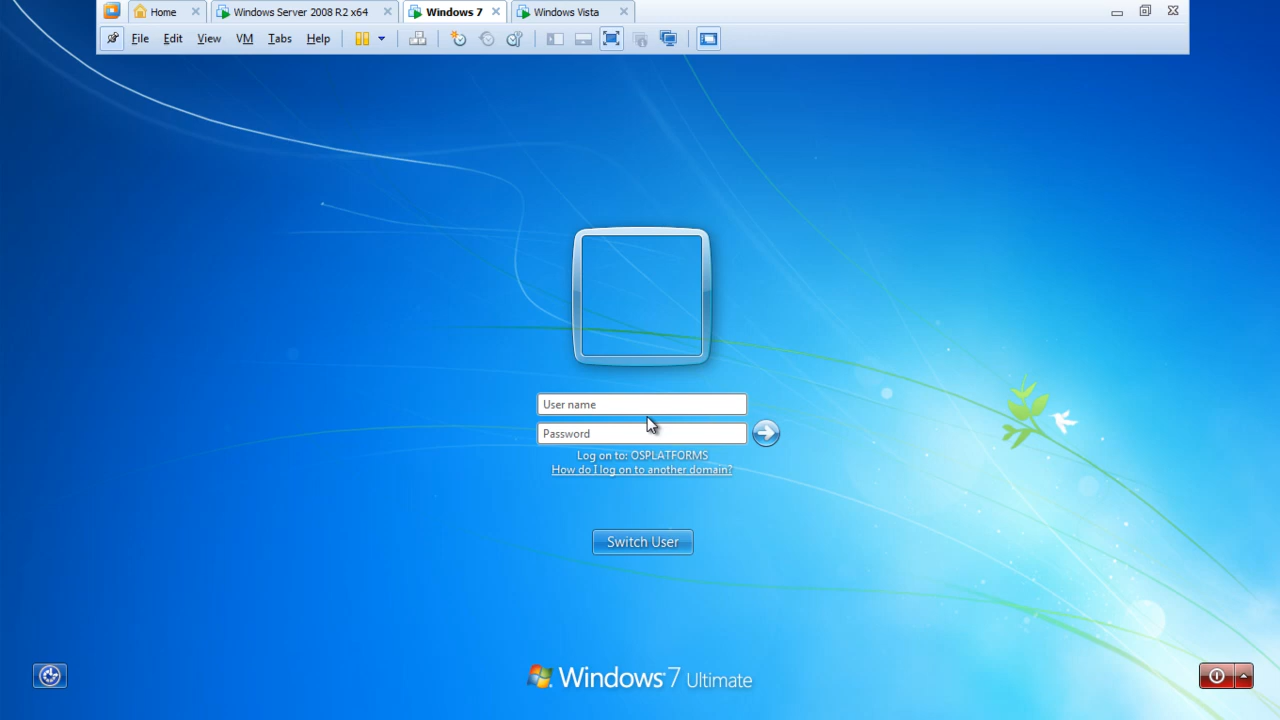 Home Windows Server 2008 R2 x64 Windows 7 Windows Vista
File Edit View VM Tabs Help
User name
Password
Log on to: OSPLATFORMS
How do I log on to another domain?
Switch User
Windows 7 Ultimate